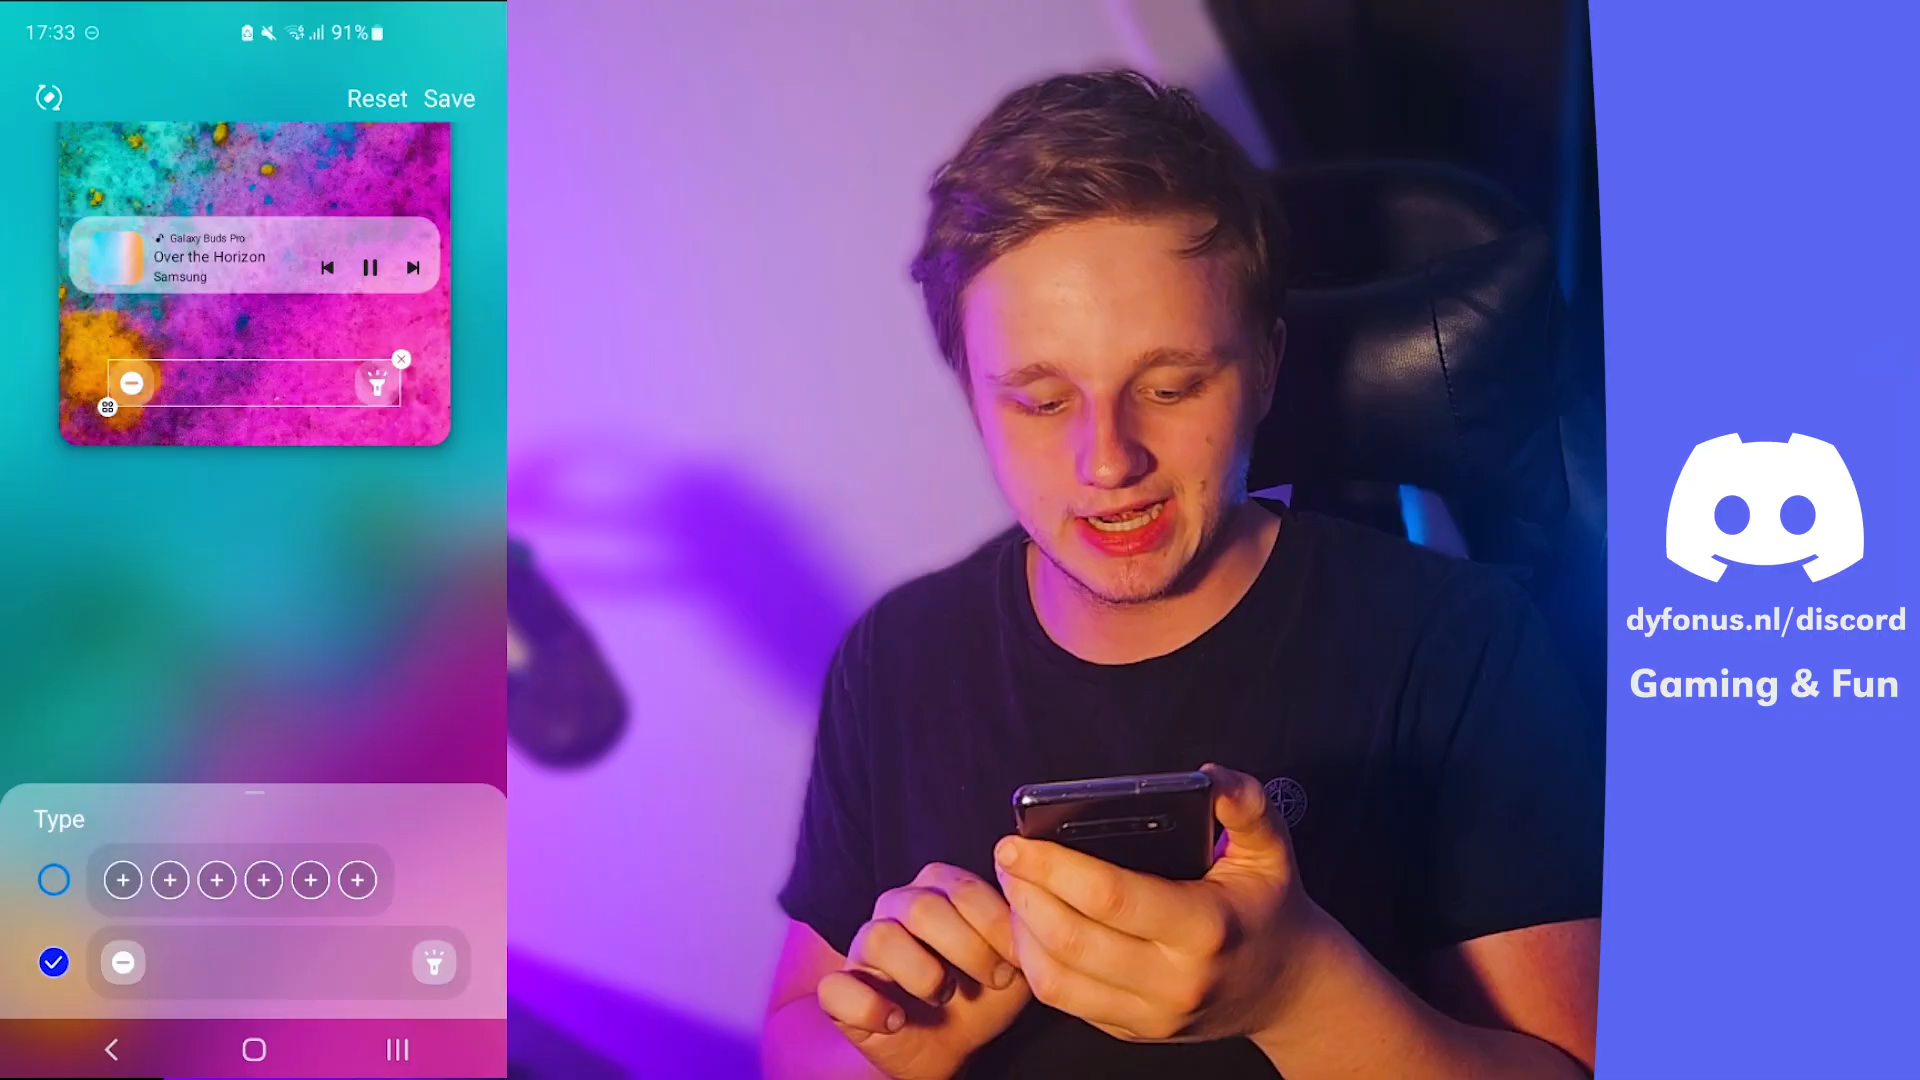 17:33
91%
Reset Save
Galaxy Buds Pro
Over the Horizon
Samsung
Type
dyfonus.nl/discord
Gaming & Fun